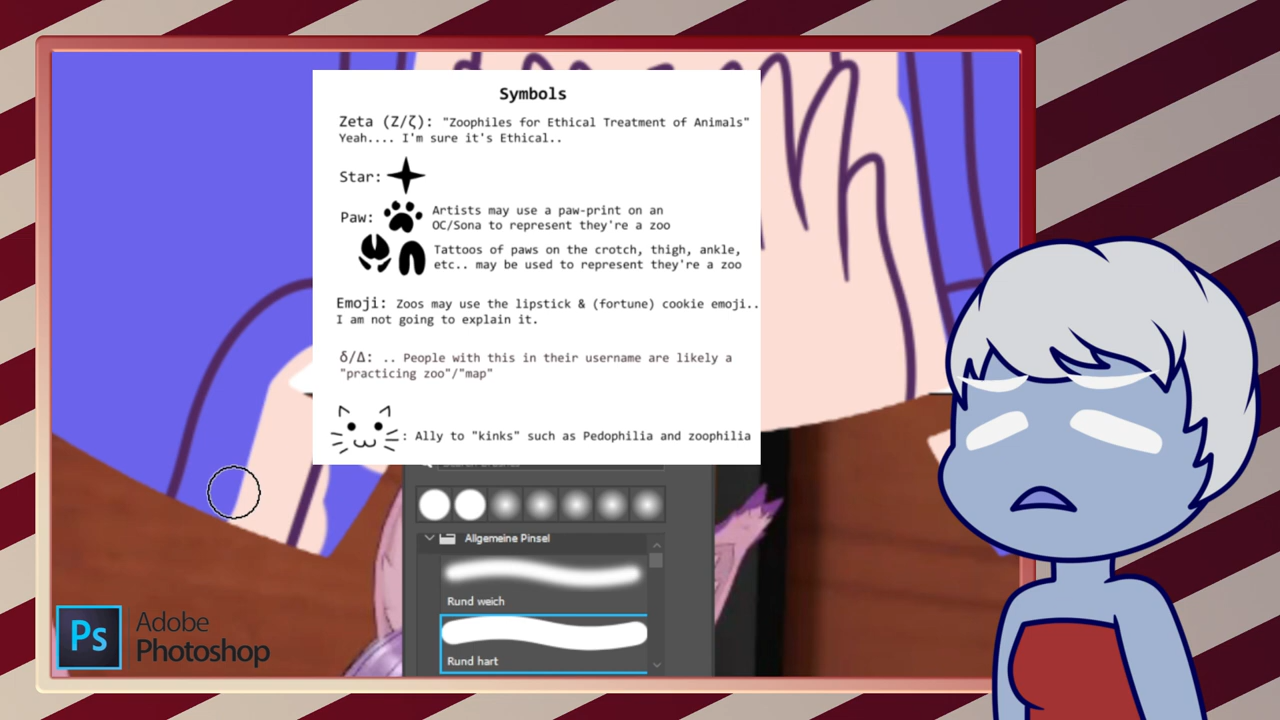 Symbols
Zeta (Z/ζ): "Zoophiles for Ethical Treatment of Animals"
Yeah.... I'm sure it's Ethical..
Star:
Paw: Artists may use a paw-print on an
OC/Sona to represent they're a zoo
Tattoos of paws on the crotch, thigh, ankle,
etc.. may be used to represent they're a zoo
Emoji: Zoos may use the lipstick & (fortune) cookie emoji..
I am not going to explain it.
δ/Δ: .. People with this in their username are likely a
"practicing zoo"/"map"
: Ally to "kinks" such as Pedophilia and zoophilia
Allgemeine Pinsel
Rund weich
Rund hart
Ps
Adobe
Photoshop